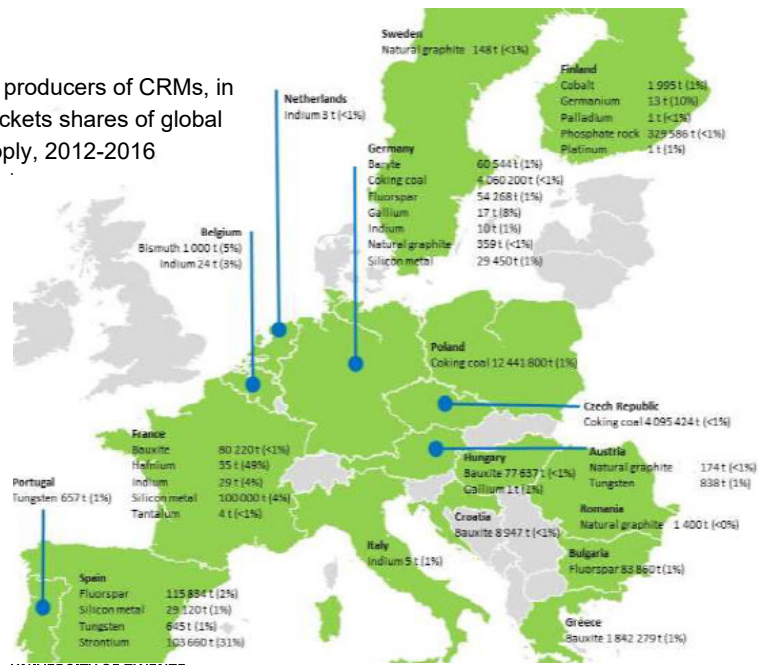 producers of CRMs, in
ckets shares of global
ply, 2012-2016
Sweden
Natural graphite 148 t (<1%)
Finland
Cobalt 1 995 t (1%)
Germanium 13 t (10%)
Palladium 1 t (<1%)
Phosphate rock 329 586 t (<1%)
Platinum 1 t (1%)
Netherlands
Indium 3 t (<1%)
Germany
Baryte 60 544 t (1%)
Coking coal 4 060 200 t (<1%)
Fluorspar 54 268 t (1%)
Gallium 17 t (8%)
Indium 10 t (1%)
Natural graphite 359 t (<1%)
Silicon metal 29 450 t (1%)
Belgium
Bismuth 1 000 t (5%)
Indium 24 t (3%)
Poland
Coking coal 12 441 800 t (1%)
Czech Republic
Coking coal 4 095 424 t (<1%)
France
Bauxite 80 220 t (<1%)
Hafnium 35 t (49%)
Indium 29 t (4%)
Silicon metal 100 000 t (4%)
Tantalum 4 t (<1%)
Hungary
Bauxite 77 637 t (<1%)
Gallium 1 t (1%)
Austria
Natural graphite 174 t (<1%)
Tungsten 838 t (1%)
Portugal
Tungsten 657 t (1%)
Croatia
Bauxite 8 947 t (<1%)
Romania
Natural graphite 1 400 t (<0%)
Italy
Indium 5 t (1%)
Bulgaria
Fluorspar 83 860 t (1%)
Spain
Fluorspar 115 834 t (2%)
Silicon metal 29 120 t (1%)
Tungsten 645 t (1%)
Strontium 103 660 t (31%)
Greece
Bauxite 1 842 279 t (1%)